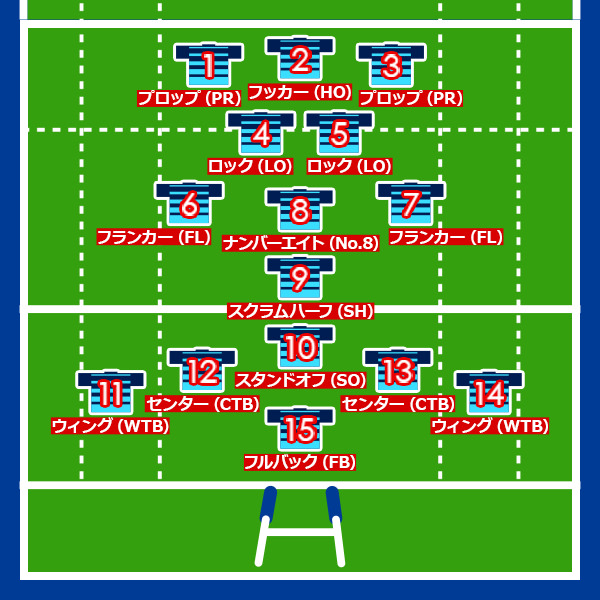 1 2 3
プロップ(PR) フッカー(HO) プロップ(PR)
4 5
ロック(LO) ロック(LO)
6 8 7
フランカー(FL) ナンバーエイト(No.8) フランカー(FL)
9
スクラムハーフ(SH)
10
スタンドオフ(SO)
12 13
センター(CTB) センター(CTB)
11 14
ウィング(WTB) ウィング(WTB)
15
フルバック(FB)